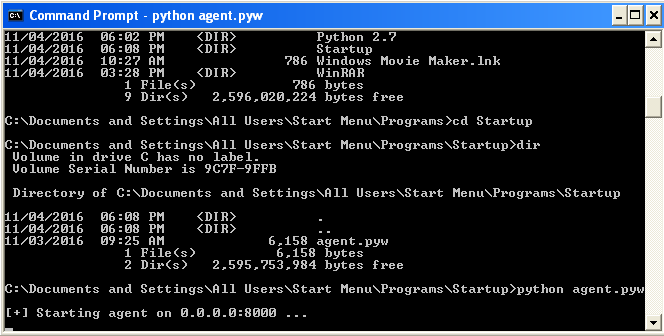 Command Prompt - python agent.pyw
11/04/2016 06:02 PM <DIR> Python 2.7
11/04/2016 06:08 PM <DIR> Startup
11/04/2016 10:27 AM 786 Windows Movie Maker.lnk
11/04/2016 03:28 PM <DIR> WinRAR
1 File(s) 786 bytes
9 Dir(s) 2,596,020,224 bytes free
C:\Documents and Settings\All Users\Start Menu\Programs>cd Startup
C:\Documents and Settings\All Users\Start Menu\Programs\Startup>dir
Volume in drive C has no label.
Volume Serial Number is 9C7F-9FFB
Directory of C:\Documents and Settings\All Users\Start Menu\Programs\Startup
11/04/2016 06:08 PM <DIR> .
11/04/2016 06:08 PM <DIR> ..
11/03/2016 09:25 AM 6,158 agent.pyw
1 File(s) 6,158 bytes
2 Dir(s) 2,595,753,984 bytes free
C:\Documents and Settings\All Users\Start Menu\Programs\Startup>python agent.pyw
[+] Starting agent on 0.0.0.0:8000 ...